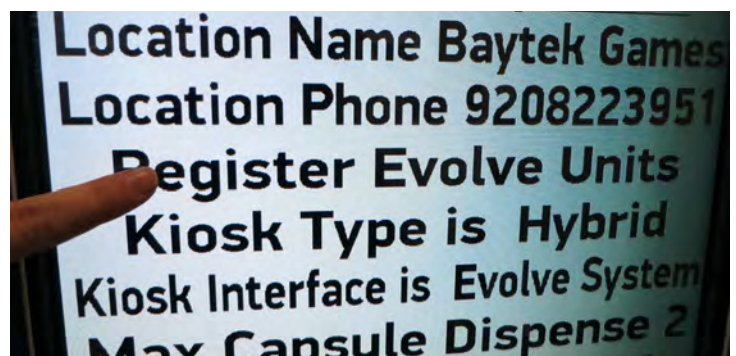 Location Name Baytek Games
Location Phone 9208223951
Register Evolve Units
Kiosk Type is Hybrid
Kiosk Interface is Evolve System
Max Capsule Dispense 2